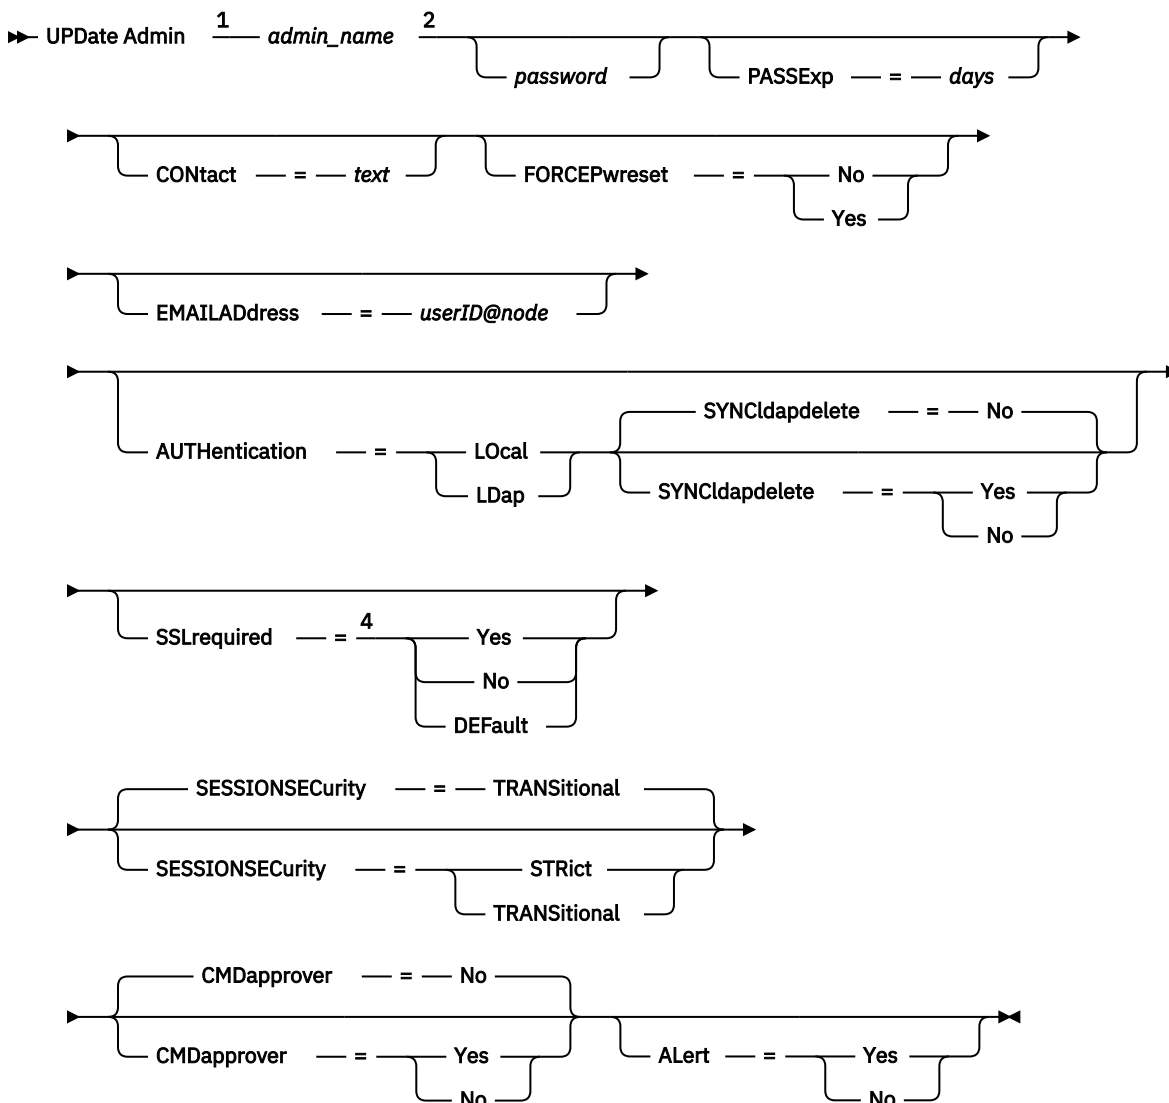 1 2
UPDate Admin admin_name
password PASSExp = days
CONtact = text FORCEPwreset = No
Yes
EMAILADdress = userID@node
SYNCldapdelete = No
AUTHentication = LOcal
LDap SYNCldapdelete = Yes
No
4
SSLrequired = Yes
No
DEFault
SESSIONSECurity = TRANSitional
SESSIONSECurity = STRict
TRANSitional
CMDapprover = No
CMDapprover = Yes ALert = Yes
No No